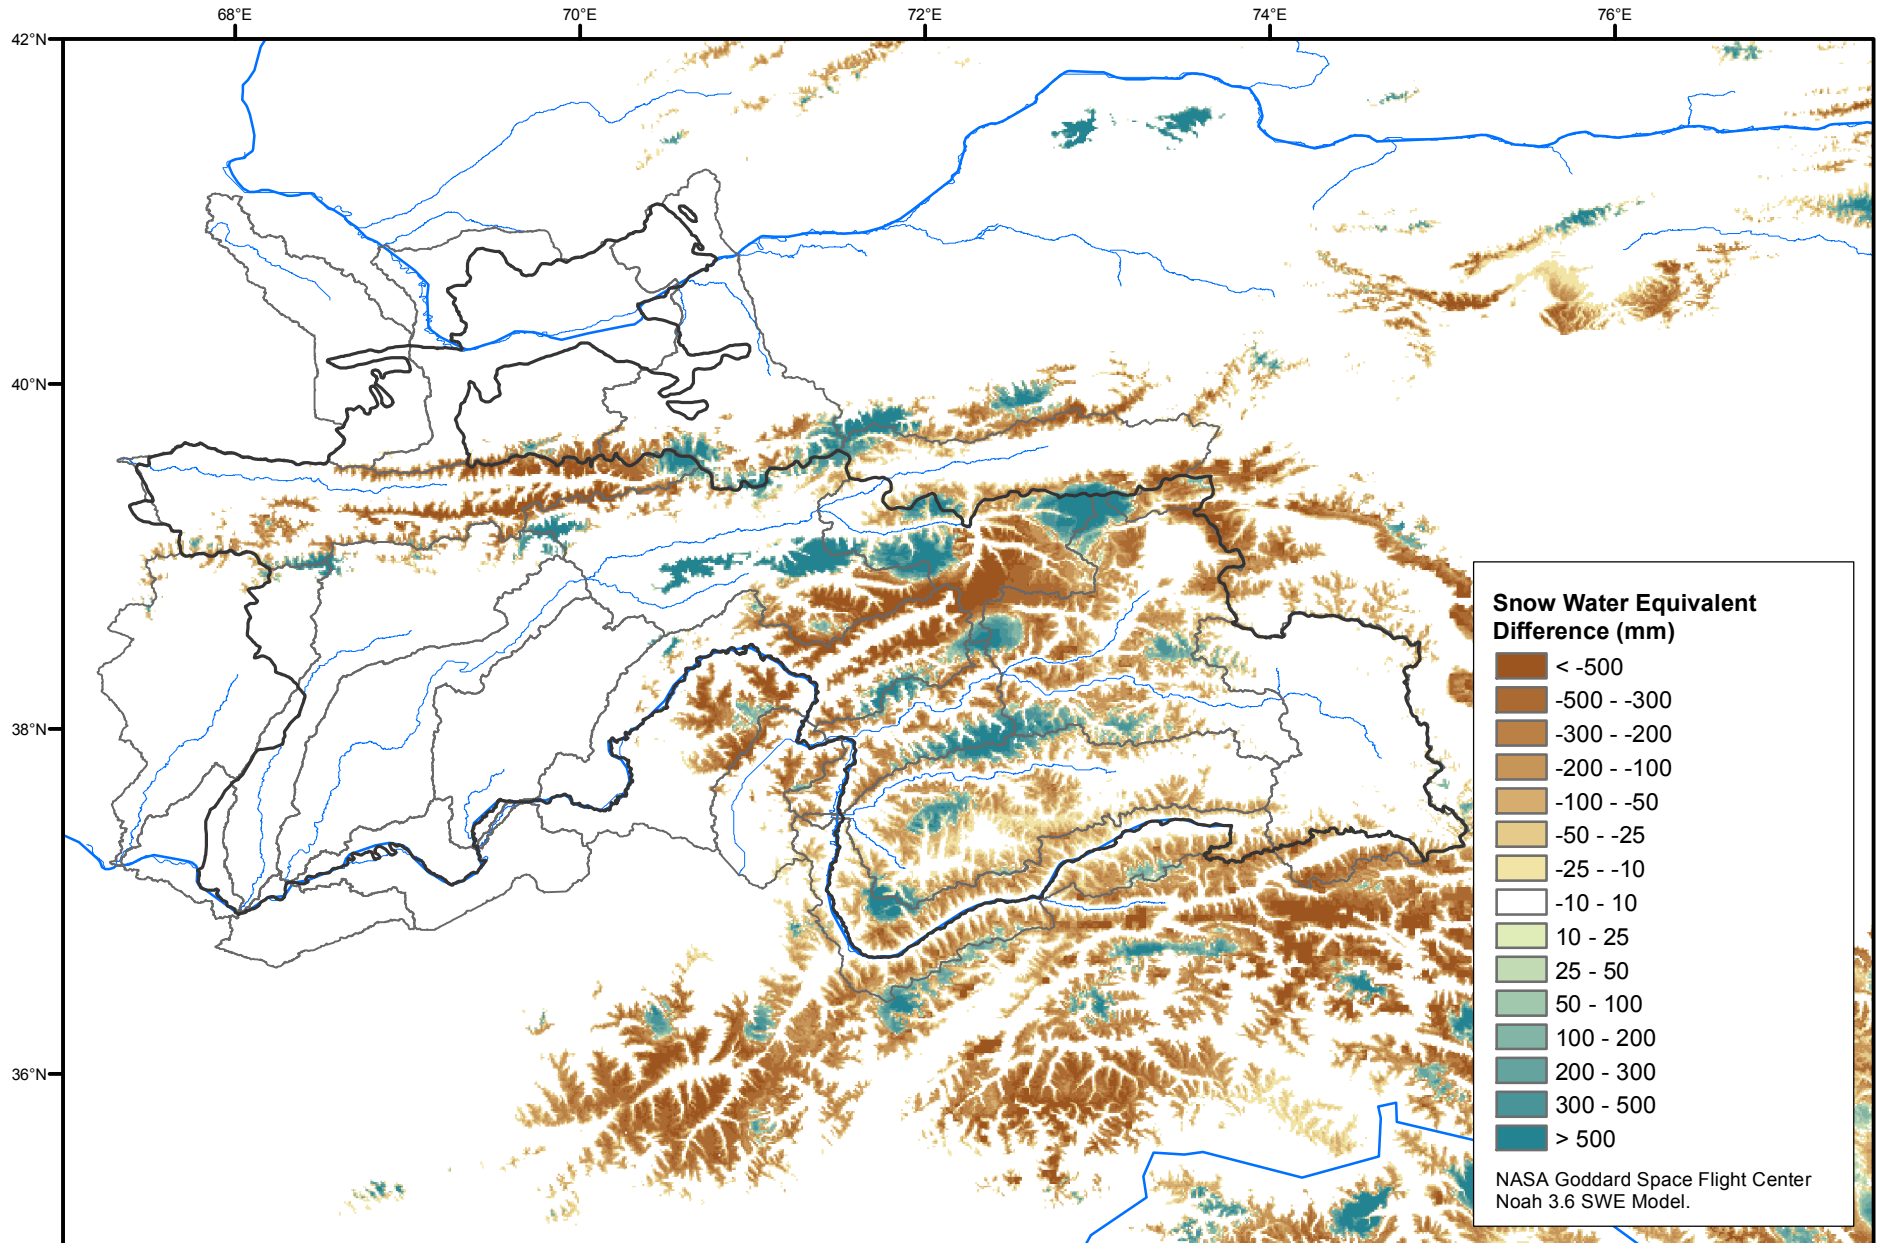 68°E
70°E
72°E
74°E
76°E
42°N
40°N
38°N
36°N
Snow Water Equivalent
Difference (mm)
< -500
-500 - -300
-300 - -200
-200 - -100
-100 - -50
-50 - -25
-25 - -10
-10 - 10
10 - 25
25 - 50
50 - 100
100 - 200
200 - 300
300 - 500
> 500
NASA Goddard Space Flight Center
Noah 3.6 SWE Model.